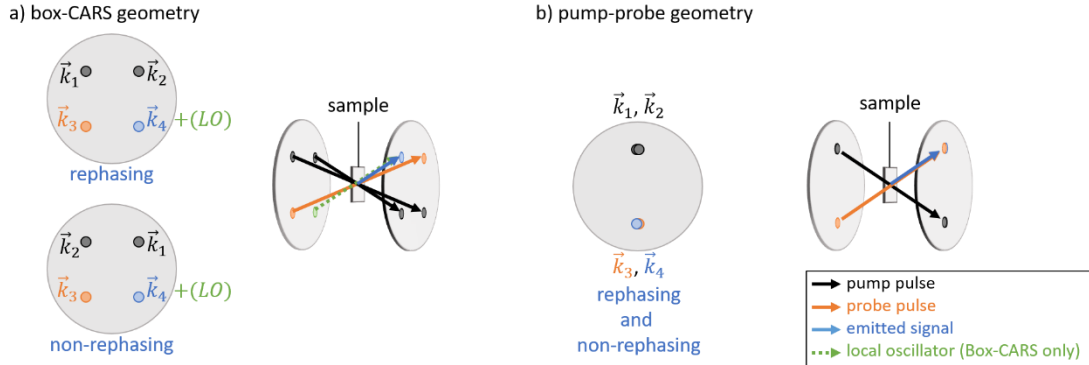 a) box-CARS geometry
k⃗1 k⃗2
k⃗3 k⃗4 +(LO)
rephasing
k⃗2 k⃗1
k⃗3 k⃗4 +(LO)
non-rephasing
sample
b) pump-probe geometry
k⃗1, k⃗2
k⃗3, k⃗4
rephasing
and
non-rephasing
sample
pump pulse
probe pulse
emitted signal
local oscillator (Box-CARS only)